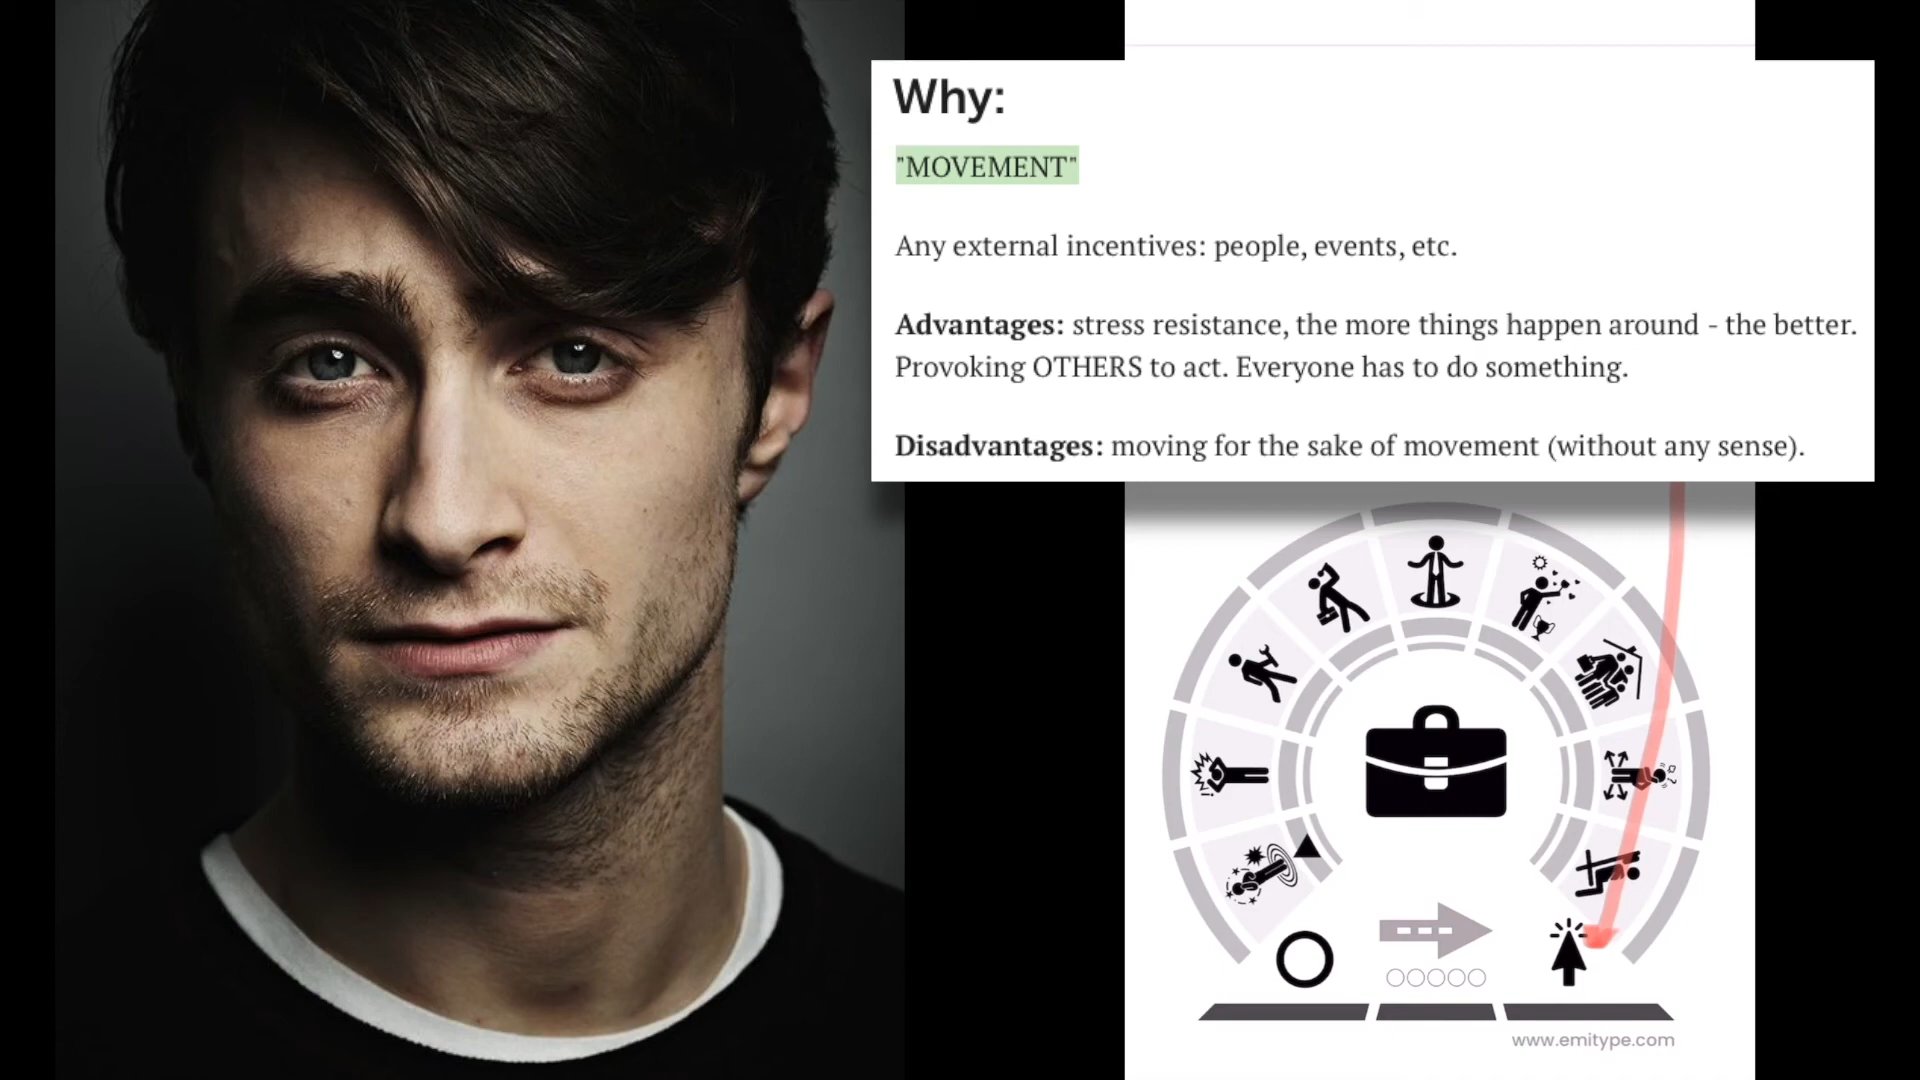 Why:
"MOVEMENT"
Any external incentives: people, events, etc.
Advantages: stress resistance, the more things happen around - the better.
Provoking OTHERS to act. Everyone has to do something.
Disadvantages: moving for the sake of movement (without any sense).
www.emitype.com